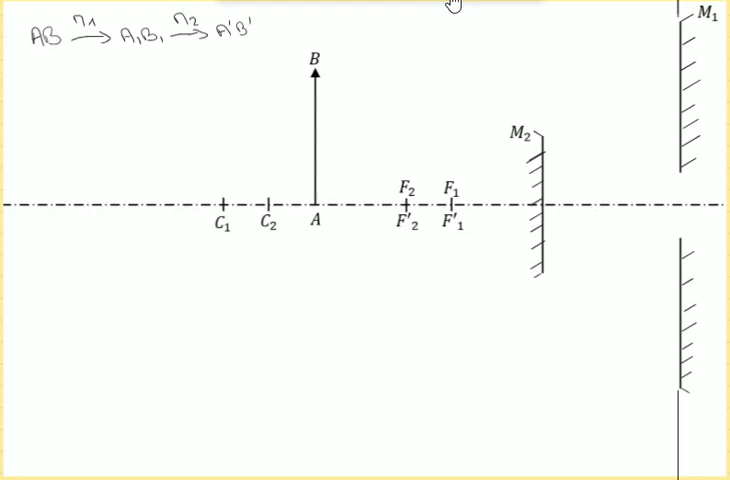 M₁
AB →(M1) A₁B₁ →(M2) A'B'
B
M₂
F₂ F₁
C₁ C₂ A F'₂ F'₁